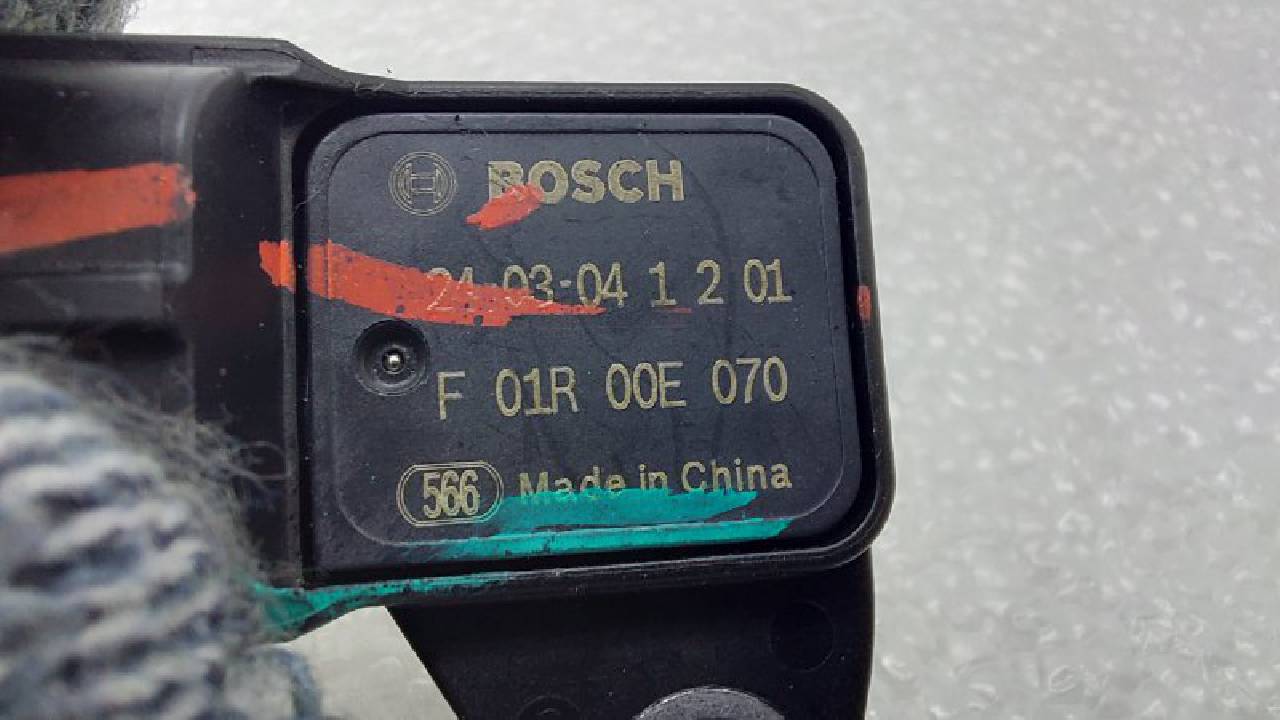 BOSCH
24-03-04 1 2 01
F 01R 00E 070
566 Made in China